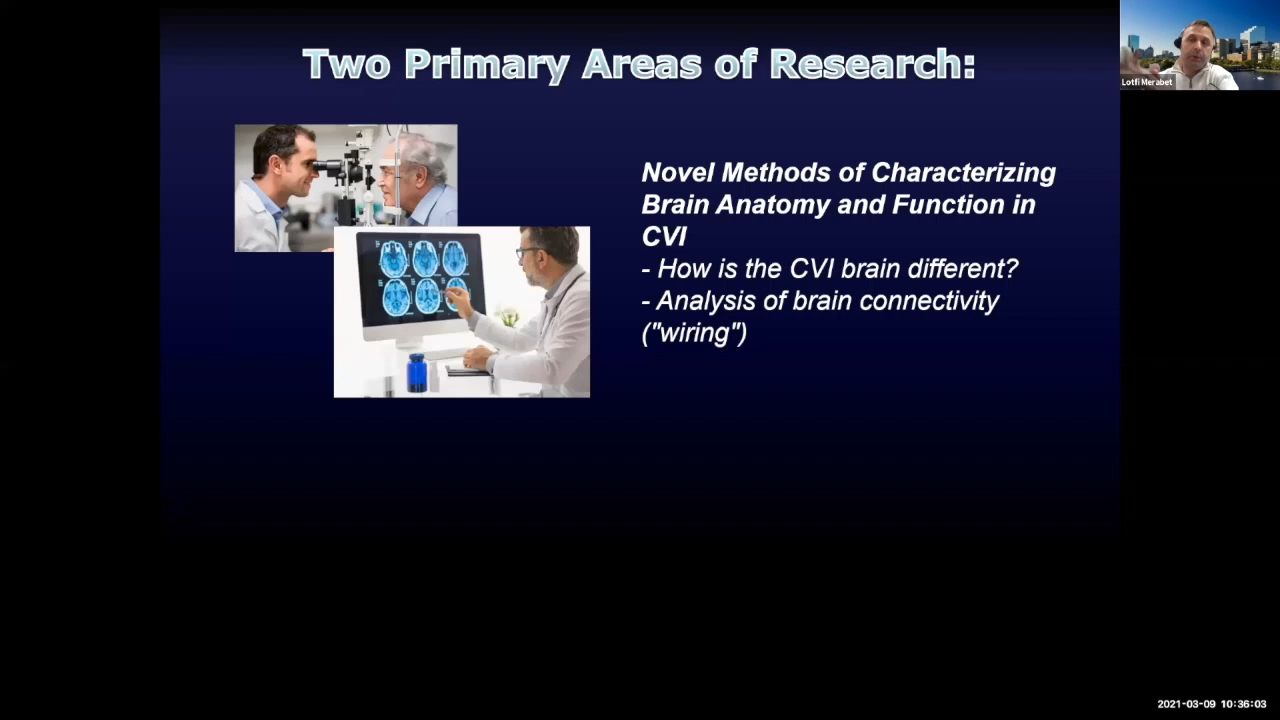 Two Primary Areas of Research:
Lotfi Merabet
Novel Methods of Characterizing
Brain Anatomy and Function in
CVI
- How is the CVI brain different?
- Analysis of brain connectivity
("wiring")
2021-03-09 10:36:03